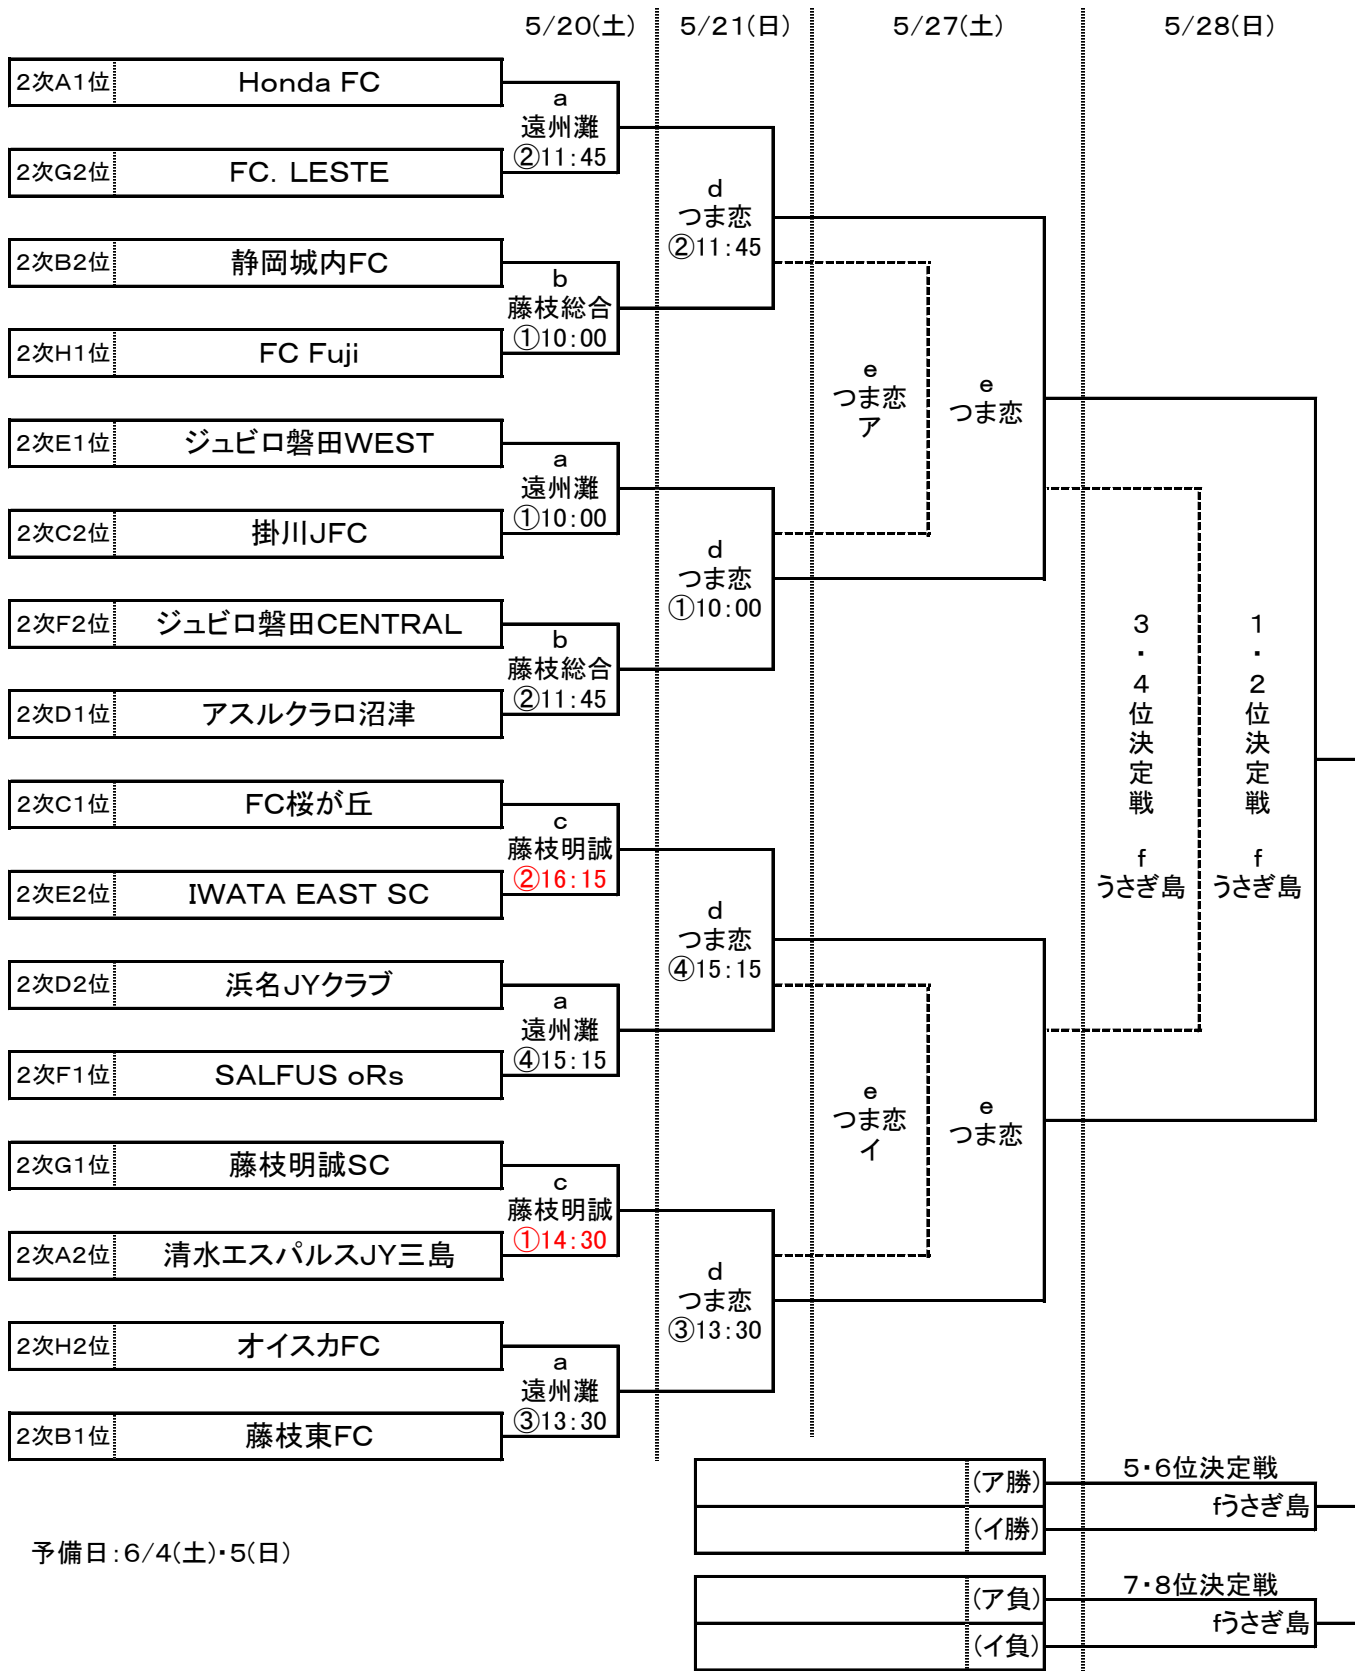 5/20(土) 5/21(日) 5/27(土) 5/28(日)
2次A1位 Honda FC
a
遠州灘
②11:45
2次G2位 FC. LESTE
d
つま恋
②11:45
2次B2位 静岡城内FC
b
藤枝総合
①10:00
2次H1位 FC Fuji
e
つま恋
ア
e
つま恋
2次E1位 ジュビロ磐田WEST
a
遠州灘
①10:00
2次C2位 掛川JFC
d
つま恋
①10:00
2次F2位 ジュビロ磐田CENTRAL
b
藤枝総合
②11:45
2次D1位 アスルクラロ沼津
3・4位決定戦 f
うさぎ島
1・2位決定戦 f
うさぎ島
2次C1位 FC桜が丘
c
藤枝明誠
②16:15
2次E2位 IWATA EAST SC
d
つま恋
④15:15
2次D2位 浜名JYクラブ
a
遠州灘
④15:15
2次F1位 SALFUS oRs
e
つま恋
イ
e
つま恋
2次G1位 藤枝明誠SC
c
藤枝明誠
①14:30
2次A2位 清水エスパルスJY三島
d
つま恋
③13:30
2次H2位 オイスカFC
a
遠州灘
③13:30
2次B1位 藤枝東FC
(ア勝) 5・6位決定戦
fうさぎ島
(イ勝)
予備日:6/4(土)・5(日)
(ア負) 7・8位決定戦
fうさぎ島
(イ負)